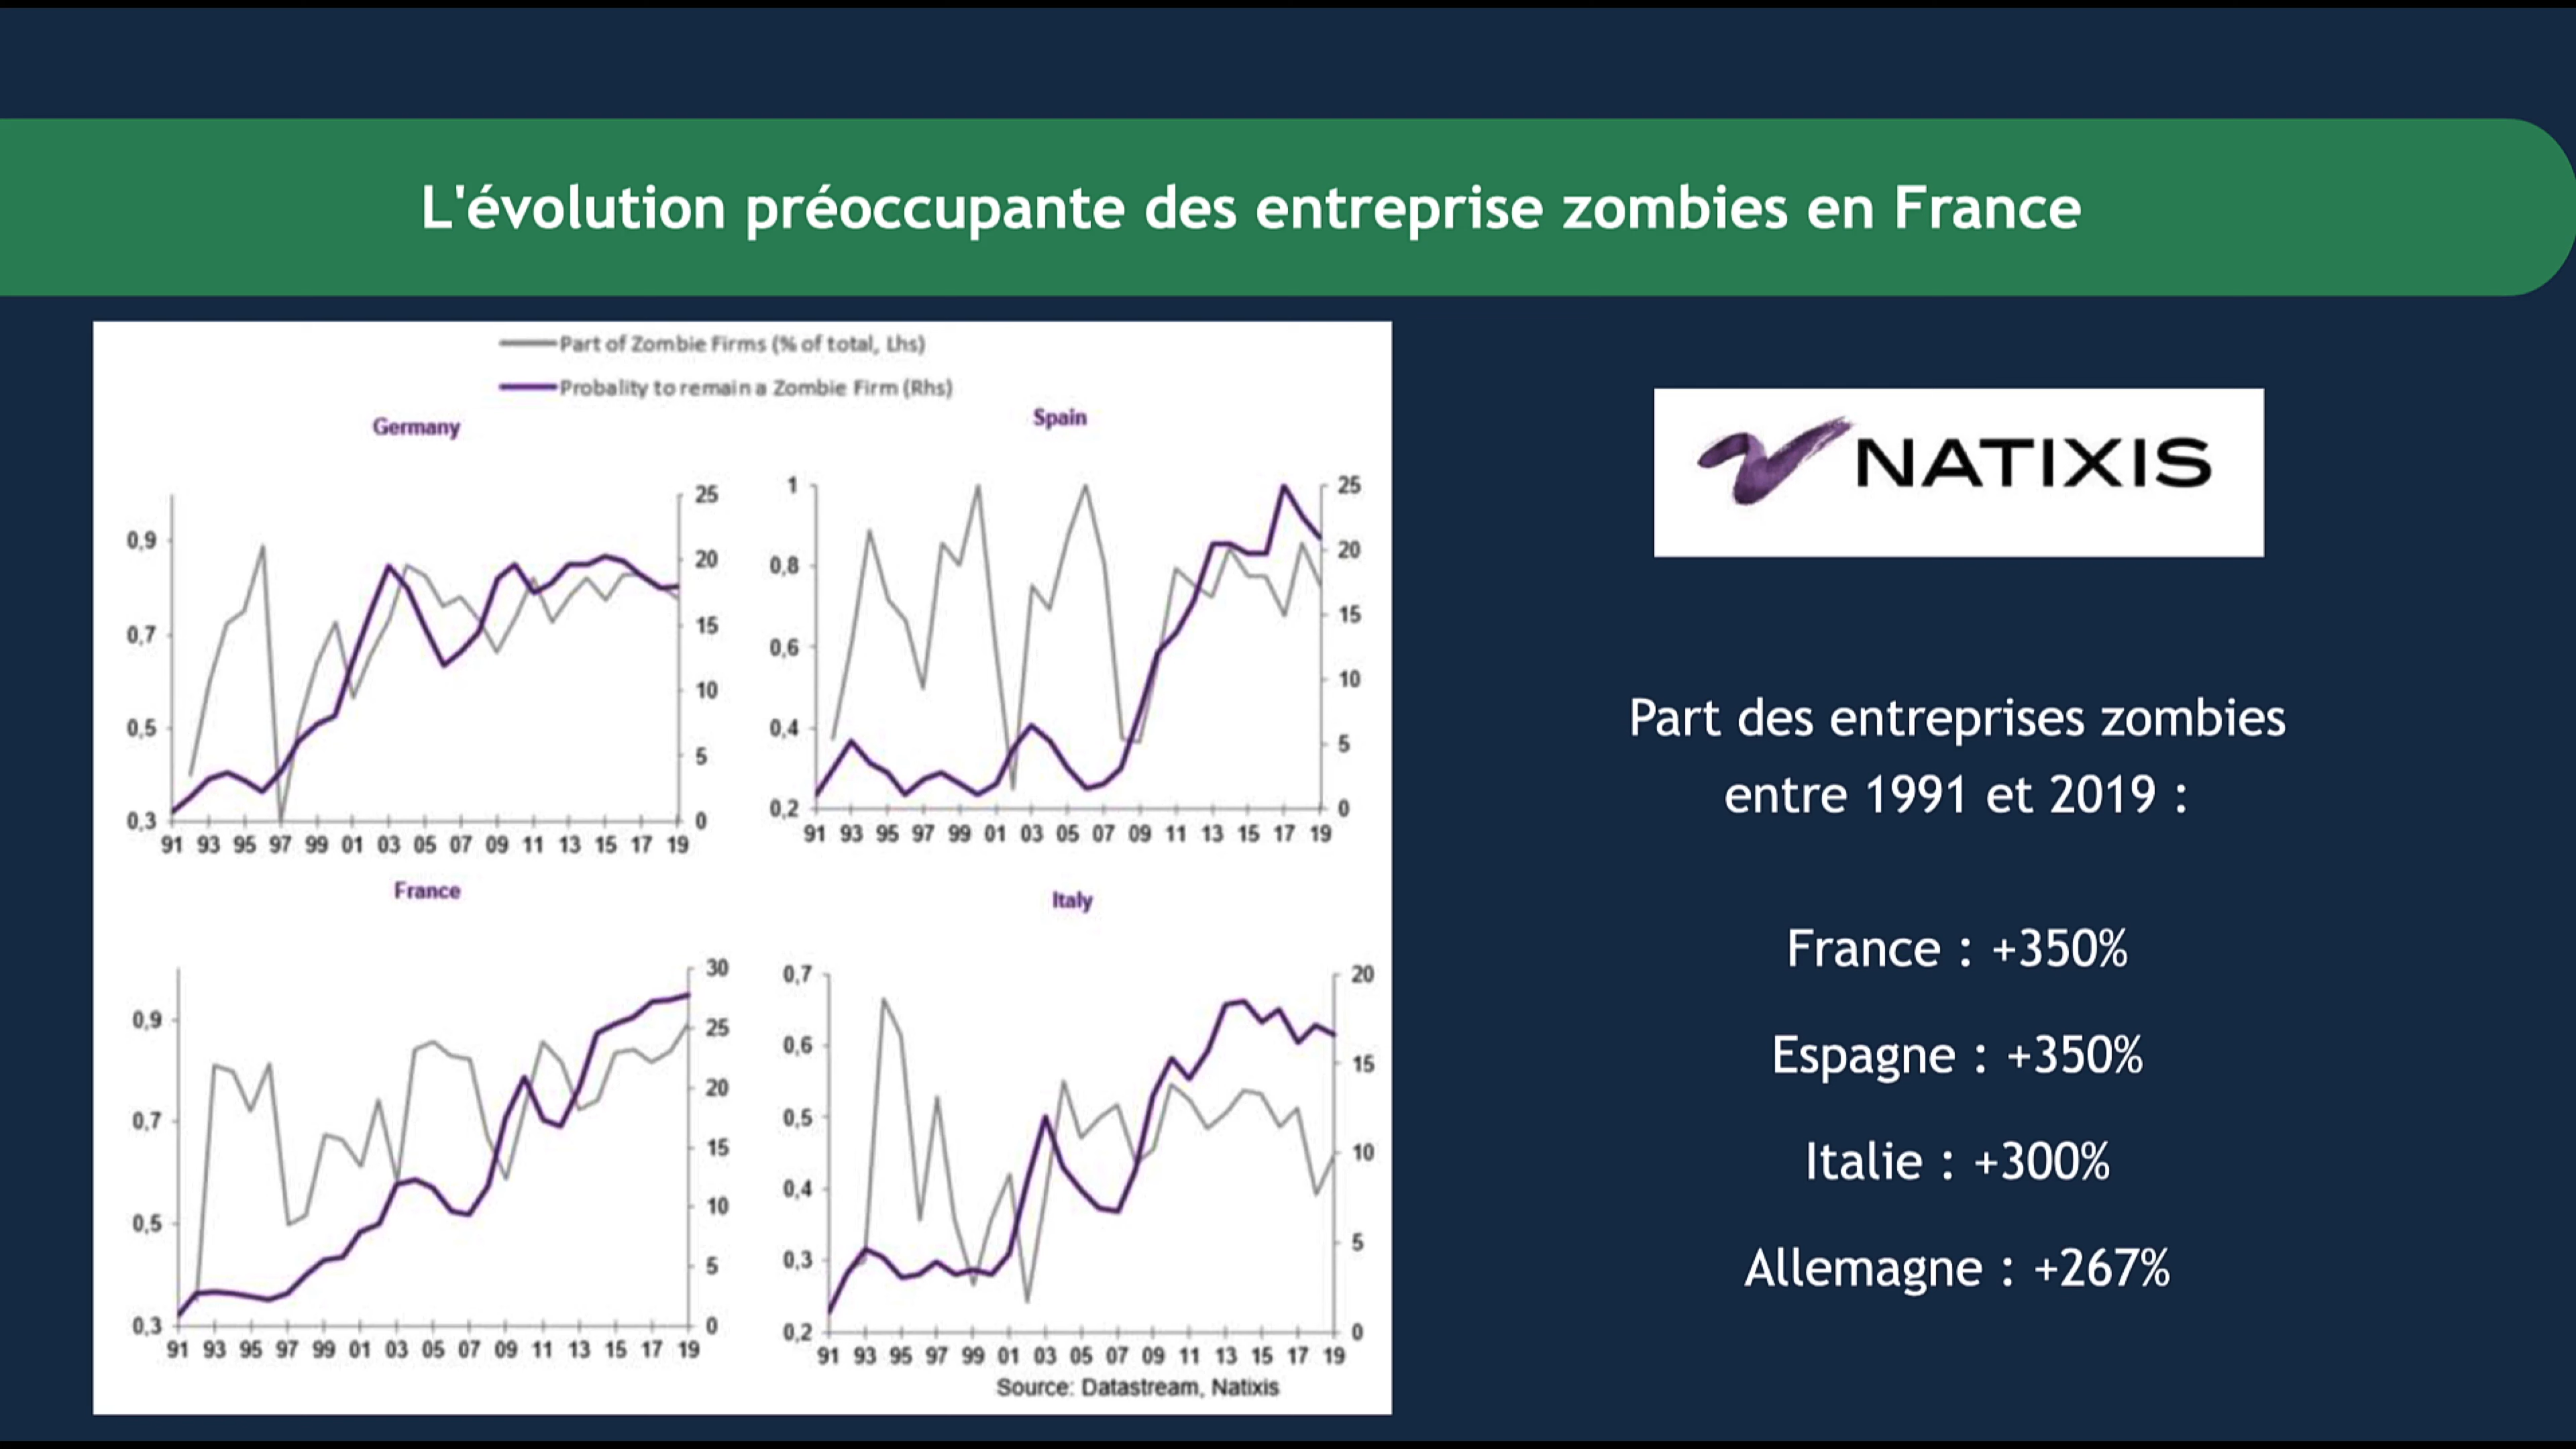 L'évolution préoccupante des entreprise zombies en France
Part of Zombie Firms (% of total, Lhs)
Probality to remain a Zombie Firm (Rhs)
Germany
0,9
0,7
0,5
0,3
25
20
15
10
5
0
91 93 95 97 99 01 03 05 07 09 11 13 15 17 19
Spain
1
0,8
0,6
0,4
0,2
25
20
15
10
5
0
91 93 95 97 99 01 03 05 07 09 11 13 15 17 19
France
0,9
0,7
0,5
0,3
30
25
20
15
10
5
0
91 93 95 97 99 01 03 05 07 09 11 13 15 17 19
Italy
0,7
0,6
0,5
0,4
0,3
0,2
20
15
10
5
0
91 93 95 97 99 01 03 05 07 09 11 13 15 17 19
Source: Datastream, Natixis
NATIXIS
Part des entreprises zombies
entre 1991 et 2019 :
France : +350%
Espagne : +350%
Italie : +300%
Allemagne : +267%